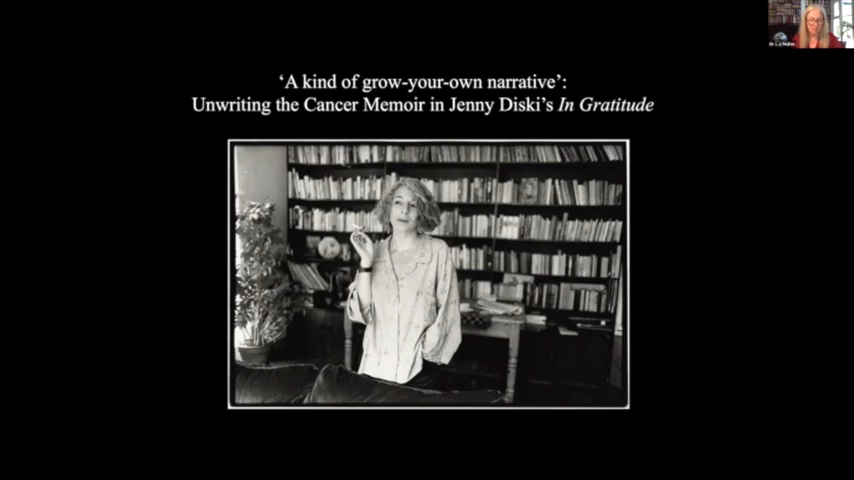 ‘A kind of grow-your-own narrative’:
Unwriting the Cancer Memoir in Jenny Diski’s In Gratitude